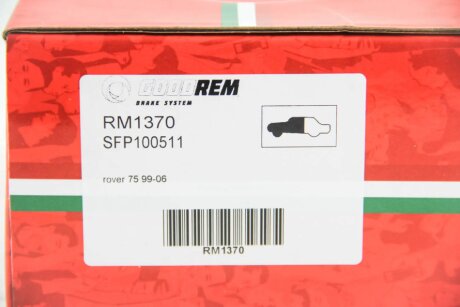 GOODREM
BRAKE SYSTEM
RM1370
SFP100511
rover 75 99-06
RM1370